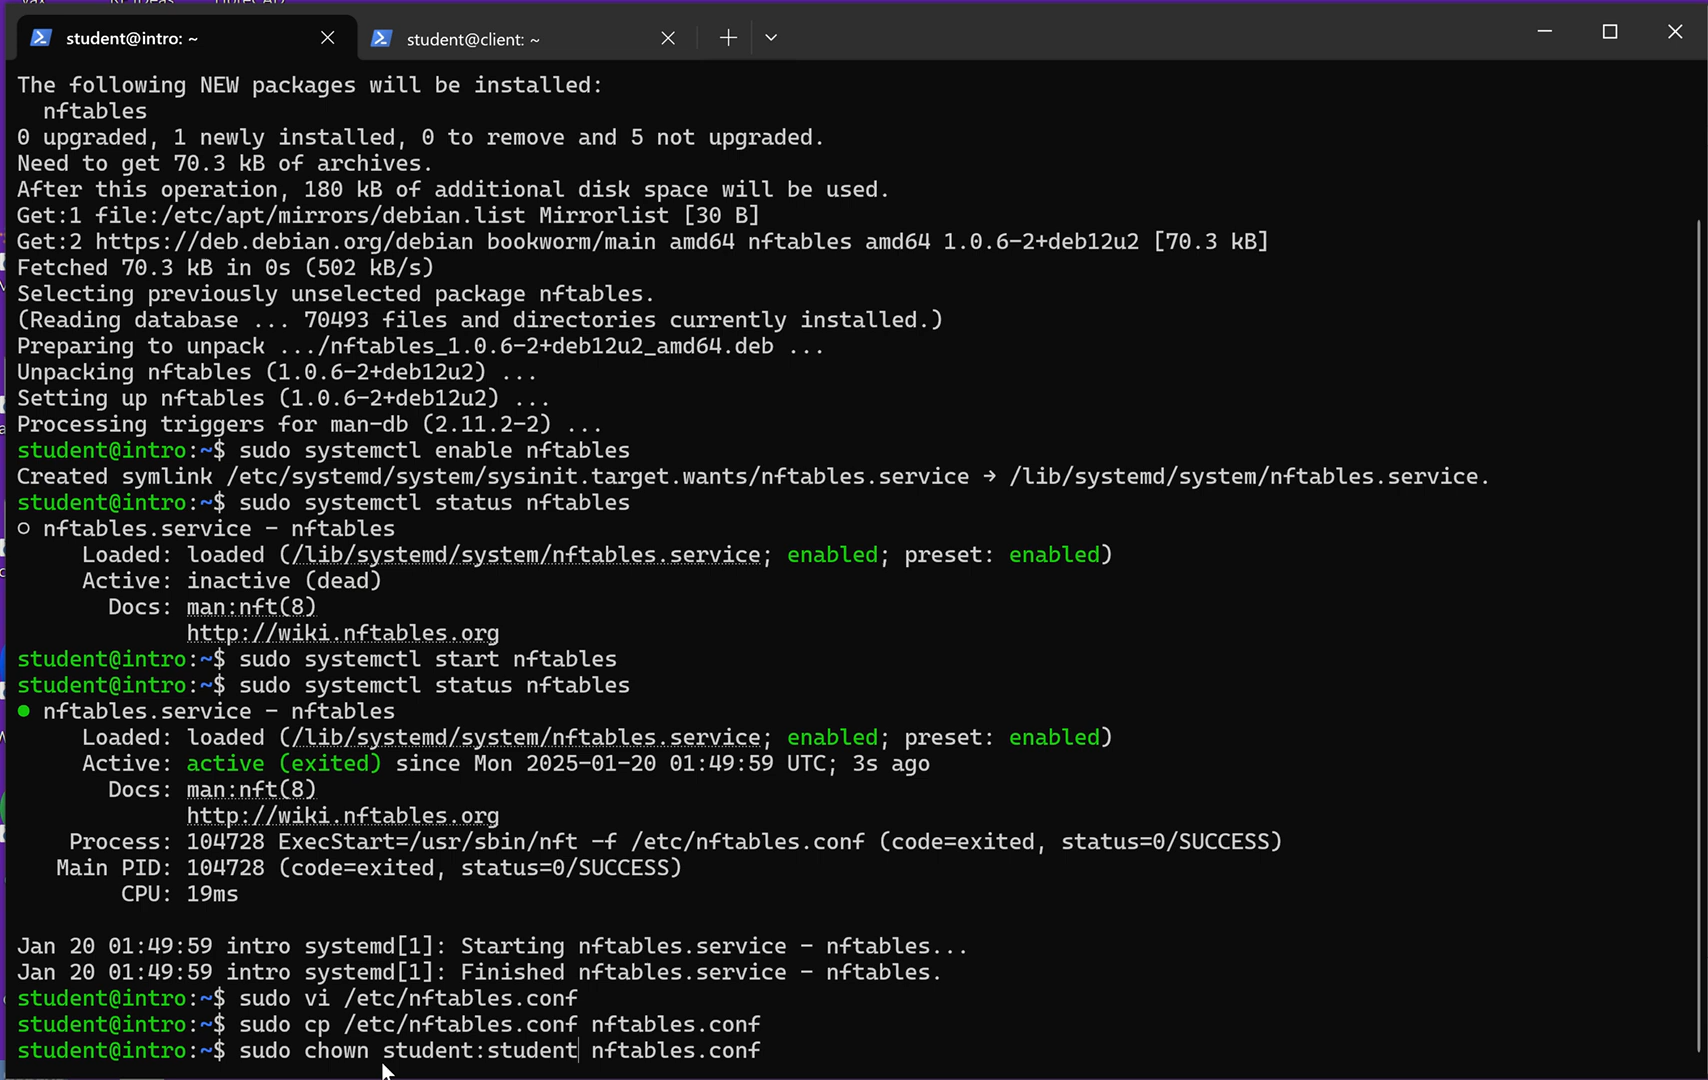 student@intro: ~
student@client: ~
The following NEW packages will be installed:
  nftables
0 upgraded, 1 newly installed, 0 to remove and 5 not upgraded.
Need to get 70.3 kB of archives.
After this operation, 180 kB of additional disk space will be used.
Get:1 file:/etc/apt/mirrors/debian.list Mirrorlist [30 B]
Get:2 https://deb.debian.org/debian bookworm/main amd64 nftables amd64 1.0.6-2+deb12u2 [70.3 kB]
Fetched 70.3 kB in 0s (502 kB/s)
Selecting previously unselected package nftables.
(Reading database ... 70493 files and directories currently installed.)
Preparing to unpack .../nftables_1.0.6-2+deb12u2_amd64.deb ...
Unpacking nftables (1.0.6-2+deb12u2) ...
Setting up nftables (1.0.6-2+deb12u2) ...
Processing triggers for man-db (2.11.2-2) ...
student@intro:~$ sudo systemctl enable nftables
Created symlink /etc/systemd/system/sysinit.target.wants/nftables.service → /lib/systemd/system/nftables.service.
student@intro:~$ sudo systemctl status nftables
○ nftables.service - nftables
     Loaded: loaded (/lib/systemd/system/nftables.service; enabled; preset: enabled)
     Active: inactive (dead)
       Docs: man:nft(8)
             http://wiki.nftables.org
student@intro:~$ sudo systemctl start nftables
student@intro:~$ sudo systemctl status nftables
● nftables.service - nftables
     Loaded: loaded (/lib/systemd/system/nftables.service; enabled; preset: enabled)
     Active: active (exited) since Mon 2025-01-20 01:49:59 UTC; 3s ago
       Docs: man:nft(8)
             http://wiki.nftables.org
    Process: 104728 ExecStart=/usr/sbin/nft -f /etc/nftables.conf (code=exited, status=0/SUCCESS)
   Main PID: 104728 (code=exited, status=0/SUCCESS)
        CPU: 19ms

Jan 20 01:49:59 intro systemd[1]: Starting nftables.service - nftables...
Jan 20 01:49:59 intro systemd[1]: Finished nftables.service - nftables.
student@intro:~$ sudo vi /etc/nftables.conf
student@intro:~$ sudo cp /etc/nftables.conf nftables.conf
student@intro:~$ sudo chown student:student nftables.conf